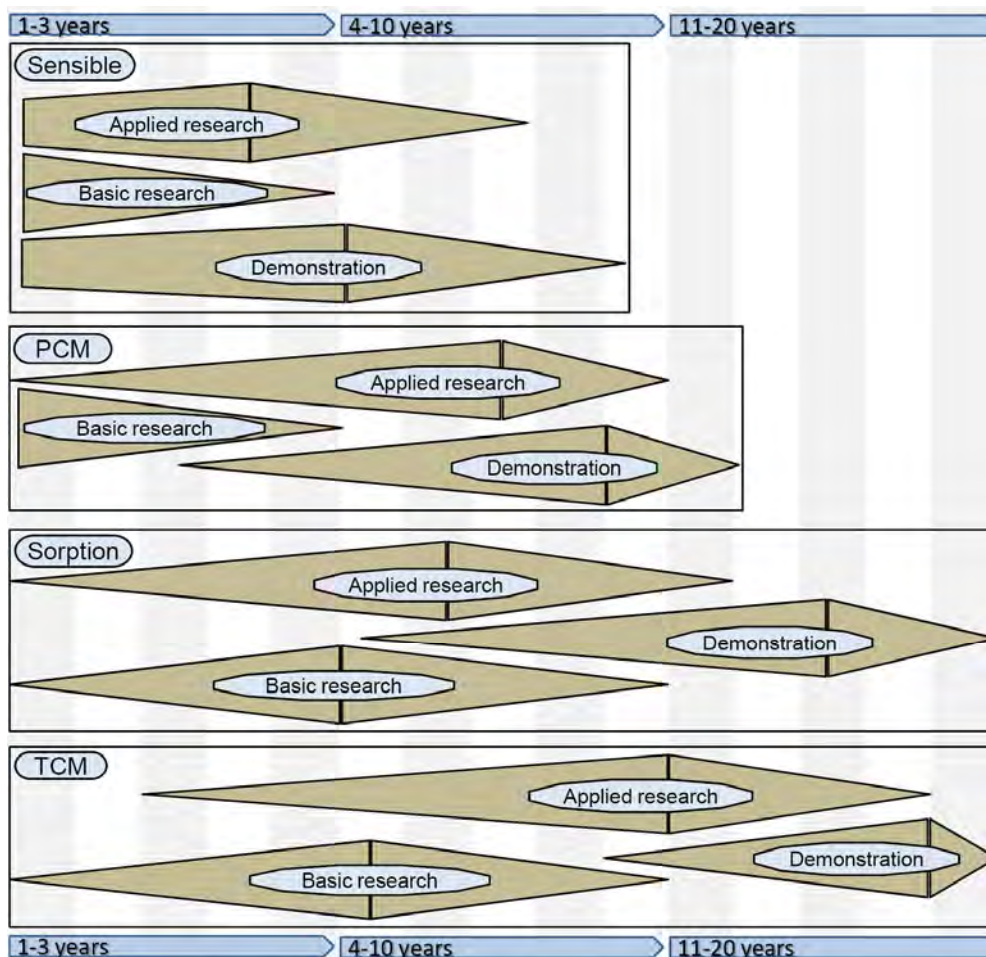 1-3 years 4-10 years 11-20 years
Sensible
Applied research
Basic research
Demonstration
PCM
Applied research
Basic research
Demonstration
Sorption
Applied research
Demonstration
Basic research
TCM
Applied research
Demonstration
Basic research
1-3 years 4-10 years 11-20 years